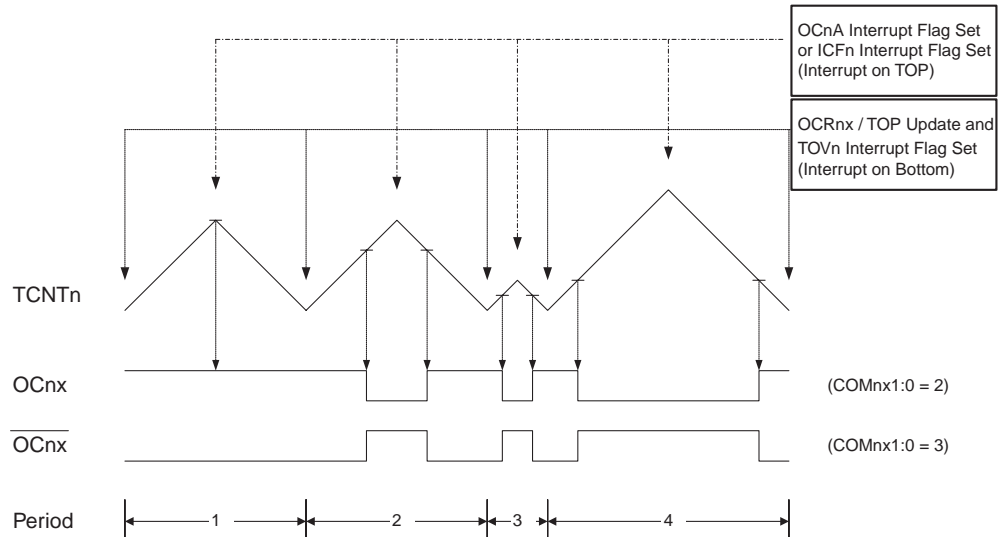 OCnA Interrupt Flag Set
or ICFn Interrupt Flag Set
(Interrupt on TOP)
OCRnx / TOP Update and
TOVn Interrupt Flag Set
(Interrupt on Bottom)
TCNTn
OCnx
(COMnx1:0 = 2)
OCnx
(COMnx1:0 = 3)
Period
1
2
3
4